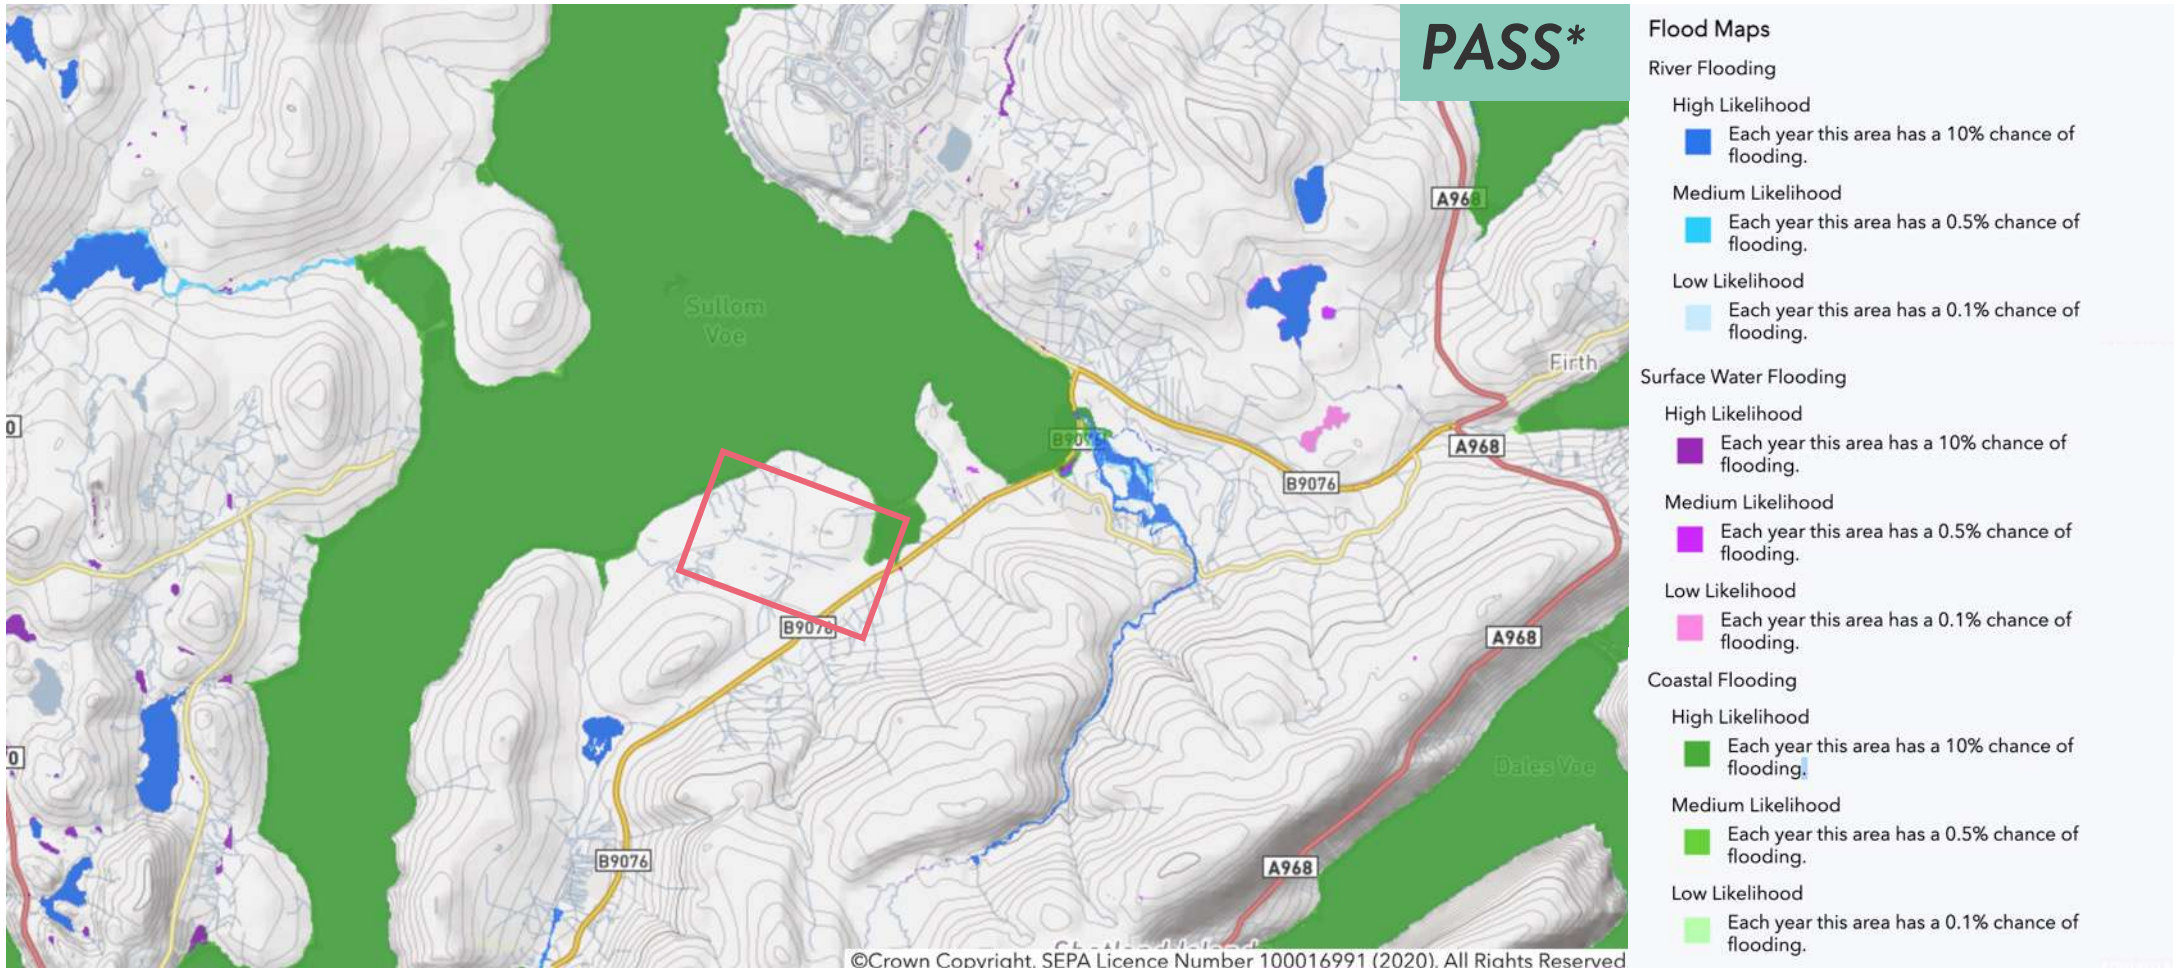 PASS*
A968
Sullom
Voe
Firth
B9076
A968
B9076
B9076
A968
Dales Voe
B9076
A968
Shetland Island
©Crown Copyright. SEPA Licence Number 100016991 (2020). All Rights Reserved
Flood Maps
River Flooding
High Likelihood
Each year this area has a 10% chance of
flooding.
Medium Likelihood
Each year this area has a 0.5% chance of
flooding.
Low Likelihood
Each year this area has a 0.1% chance of
flooding.
Surface Water Flooding
High Likelihood
Each year this area has a 10% chance of
flooding.
Medium Likelihood
Each year this area has a 0.5% chance of
flooding.
Low Likelihood
Each year this area has a 0.1% chance of
flooding.
Coastal Flooding
High Likelihood
Each year this area has a 10% chance of
flooding.
Medium Likelihood
Each year this area has a 0.5% chance of
flooding.
Low Likelihood
Each year this area has a 0.1% chance of
flooding.